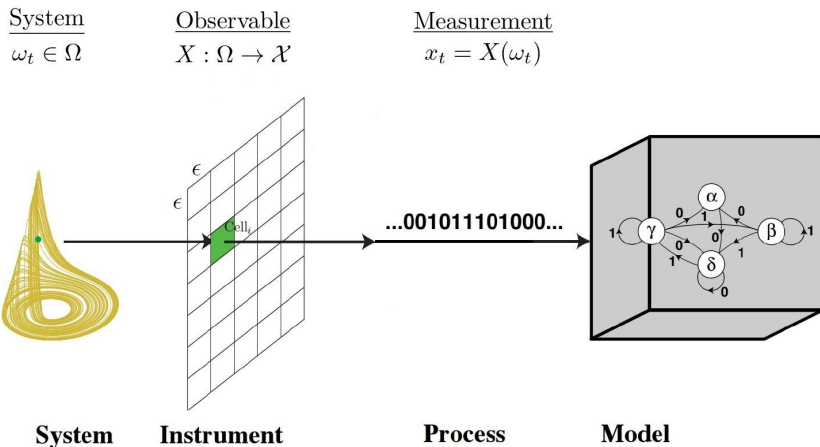 System Observable Measurement
ω_t ∈ Ω X : Ω → 𝒳 x_t = X(ω_t)
ϵ
ϵ
Cell_i
...001011101000...
α
0 1 0
1 γ β 1
0 1
δ
1 0
0
System Instrument Process Model